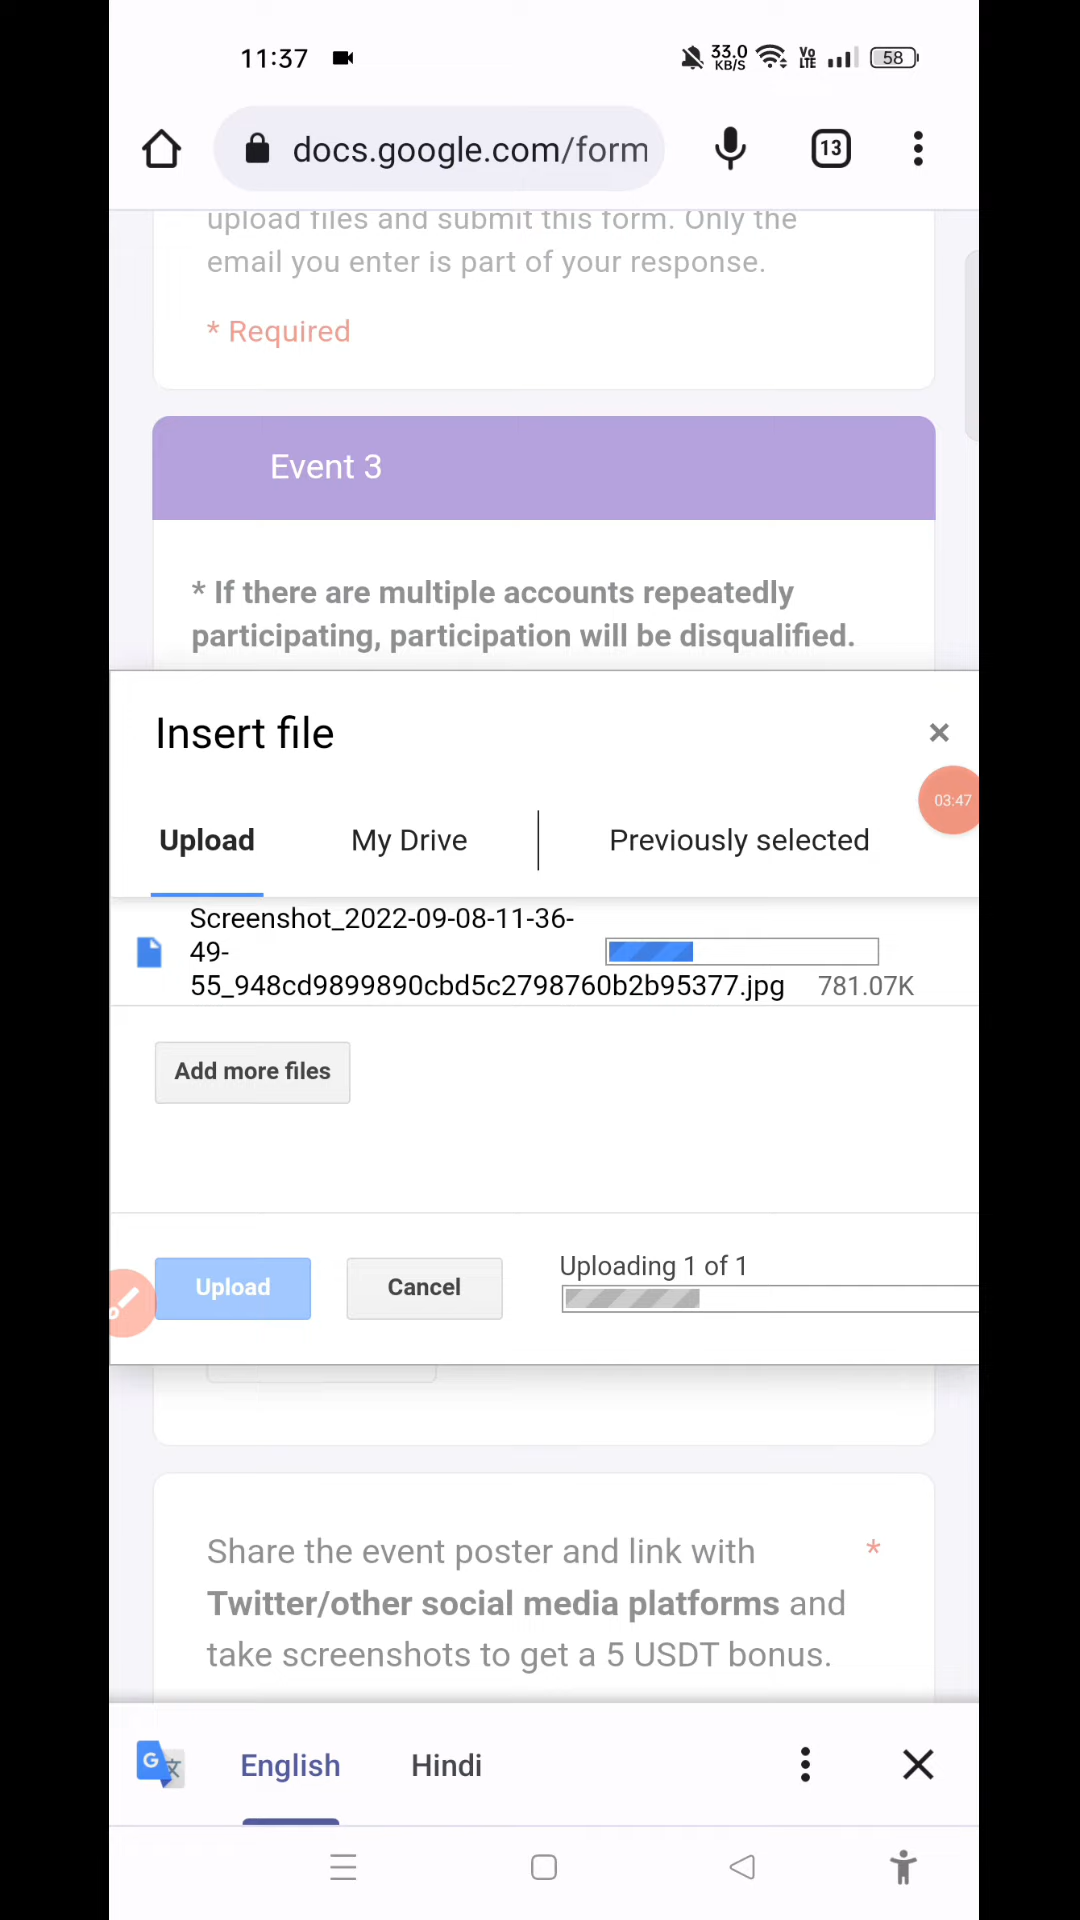 11:37
33.0
KB/S
Vo
LTE
58
docs.google.com/form
13
upload files and submit this form. Only the
email you enter is part of your response.
* Required
Event 3
* If there are multiple accounts repeatedly
participating, participation will be disqualified.
Insert file
×
03:47
Upload
My Drive
Previously selected
Screenshot_2022-09-08-11-36-
49-
55_948cd9899890cbd5c2798760b2b95377.jpg
781.07K
Add more files
Upload
Cancel
Uploading 1 of 1
Share the event poster and link with *
Twitter/other social media platforms and
take screenshots to get a 5 USDT bonus.
G 文
English
Hindi